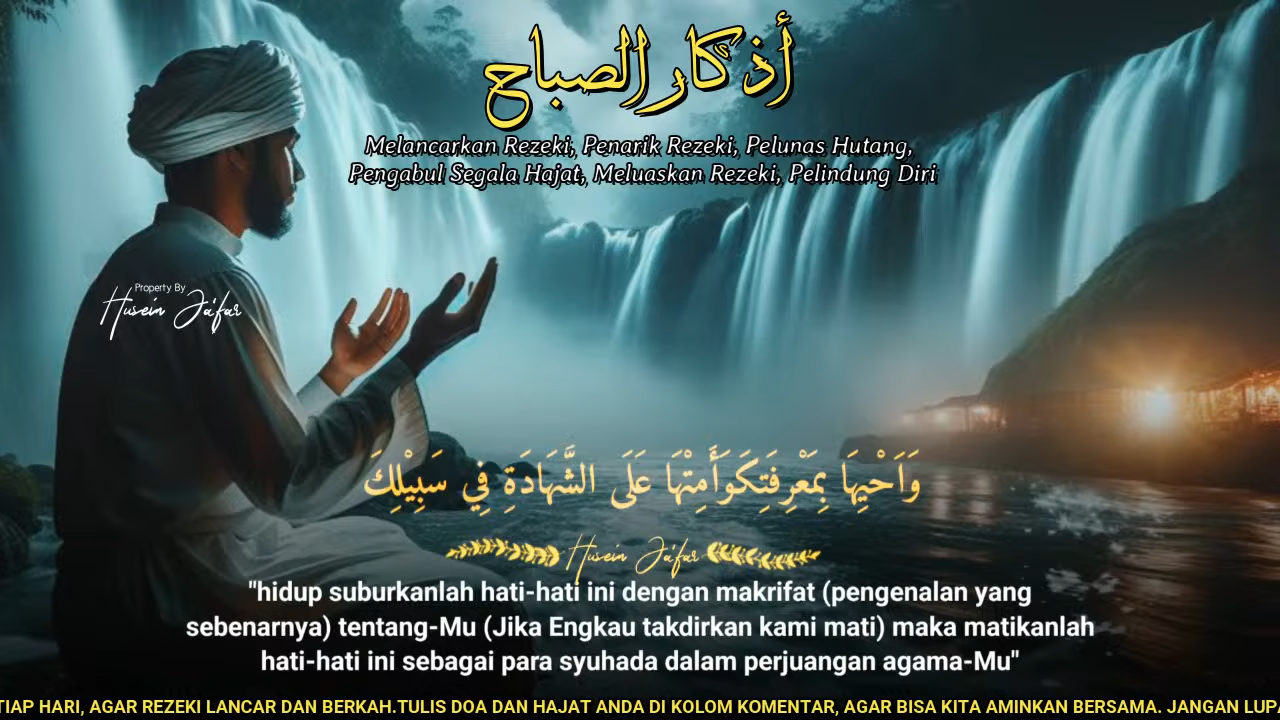 أذكار الصباح
Melancarkan Rezeki, Penarik Rezeki, Pelunas Hutang,
Pengabul Segala Hajat, Meluaskan Rezeki, Pelindung Diri
Property By
Husein Ja'far
وَاَحْيِهَا بِمَعْرِفَتِكَوَأَمِتْهَا عَلَى الشَّهَادَةِ فِي سَبِيْلِكَ
Husein Ja'far
"hidup suburkanlah hati-hati ini dengan makrifat (pengenalan yang
sebenarnya) tentang-Mu (Jika Engkau takdirkan kami mati) maka matikanlah
hati-hati ini sebagai para syuhada dalam perjuangan agama-Mu"
TIAP HARI, AGAR REZEKI LANCAR DAN BERKAH.TULIS DOA DAN HAJAT ANDA DI KOLOM KOMENTAR, AGAR BISA KITA AMINKAN BERSAMA. JANGAN LUPA